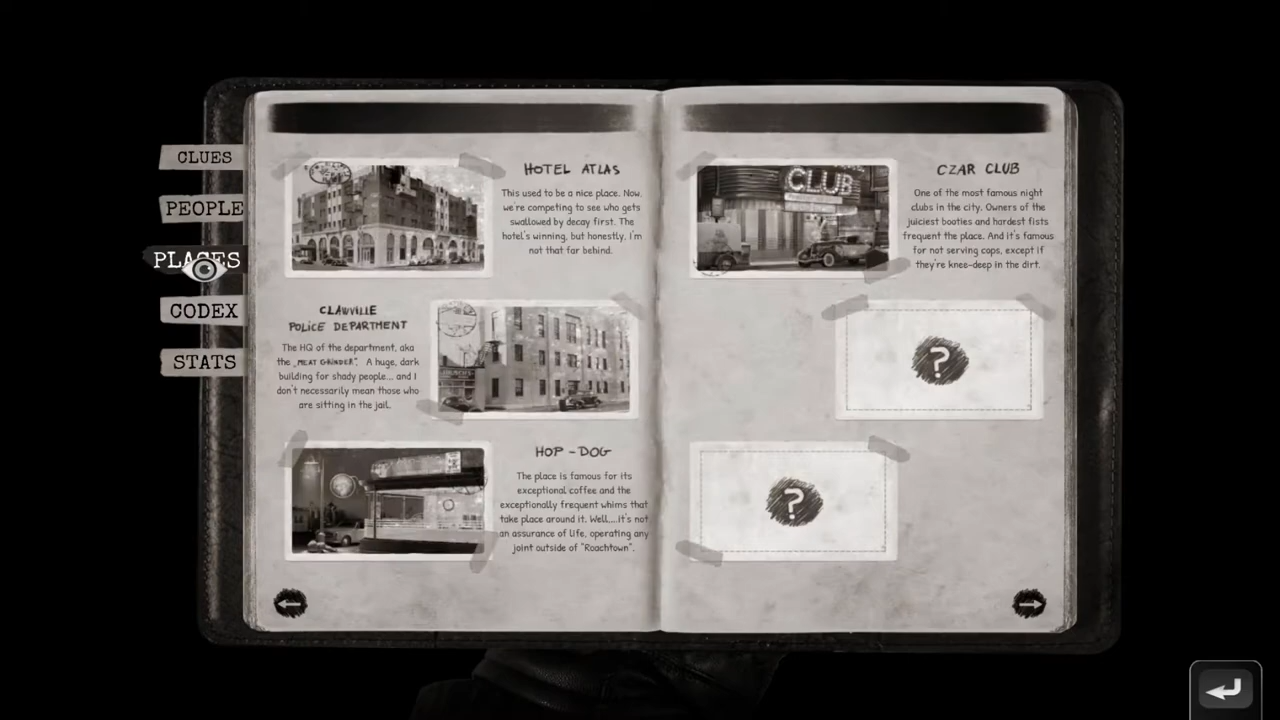 CLUES
PEOPLE
PLACES
CODEX
STATS
HOTEL ATLAS
This used to be a nice place. Now,
we're competing to see who gets
swallowed by decay first. The
hotel's winning, but honestly, I'm
not that far behind.
CLAWVILLE
POLICE DEPARTMENT
The HQ of the department, aka
the „MEAT GRINDER". A huge, dark
building for shady people... and I
don't necessarily mean those who
are sitting in the jail.
HOP-DOG
The place is famous for its
exceptional coffee and the
exceptionally frequent whims that
take place around it. Well....it's not
an assurance of life, operating any
joint outside of "Roachtown".
CLUB
CZAR CLUB
One of the most famous night
clubs in the city. Owners of the
juiciest booties and hardest fists
frequent the place. And it's famous
for not serving cops, except if
they're knee-deep in the dirt.
?
?